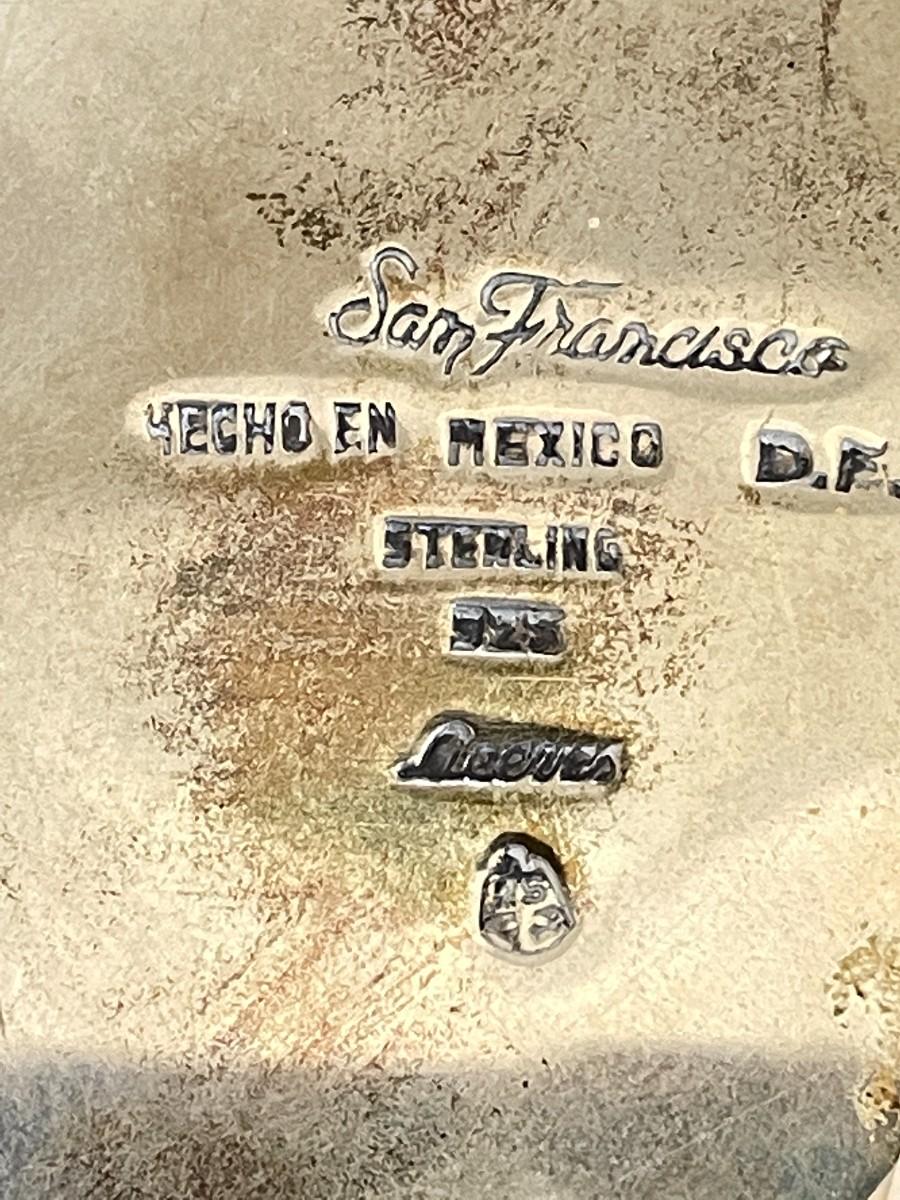 San Francisco
HECHO EN MEXICO D.F.
STERLING
925